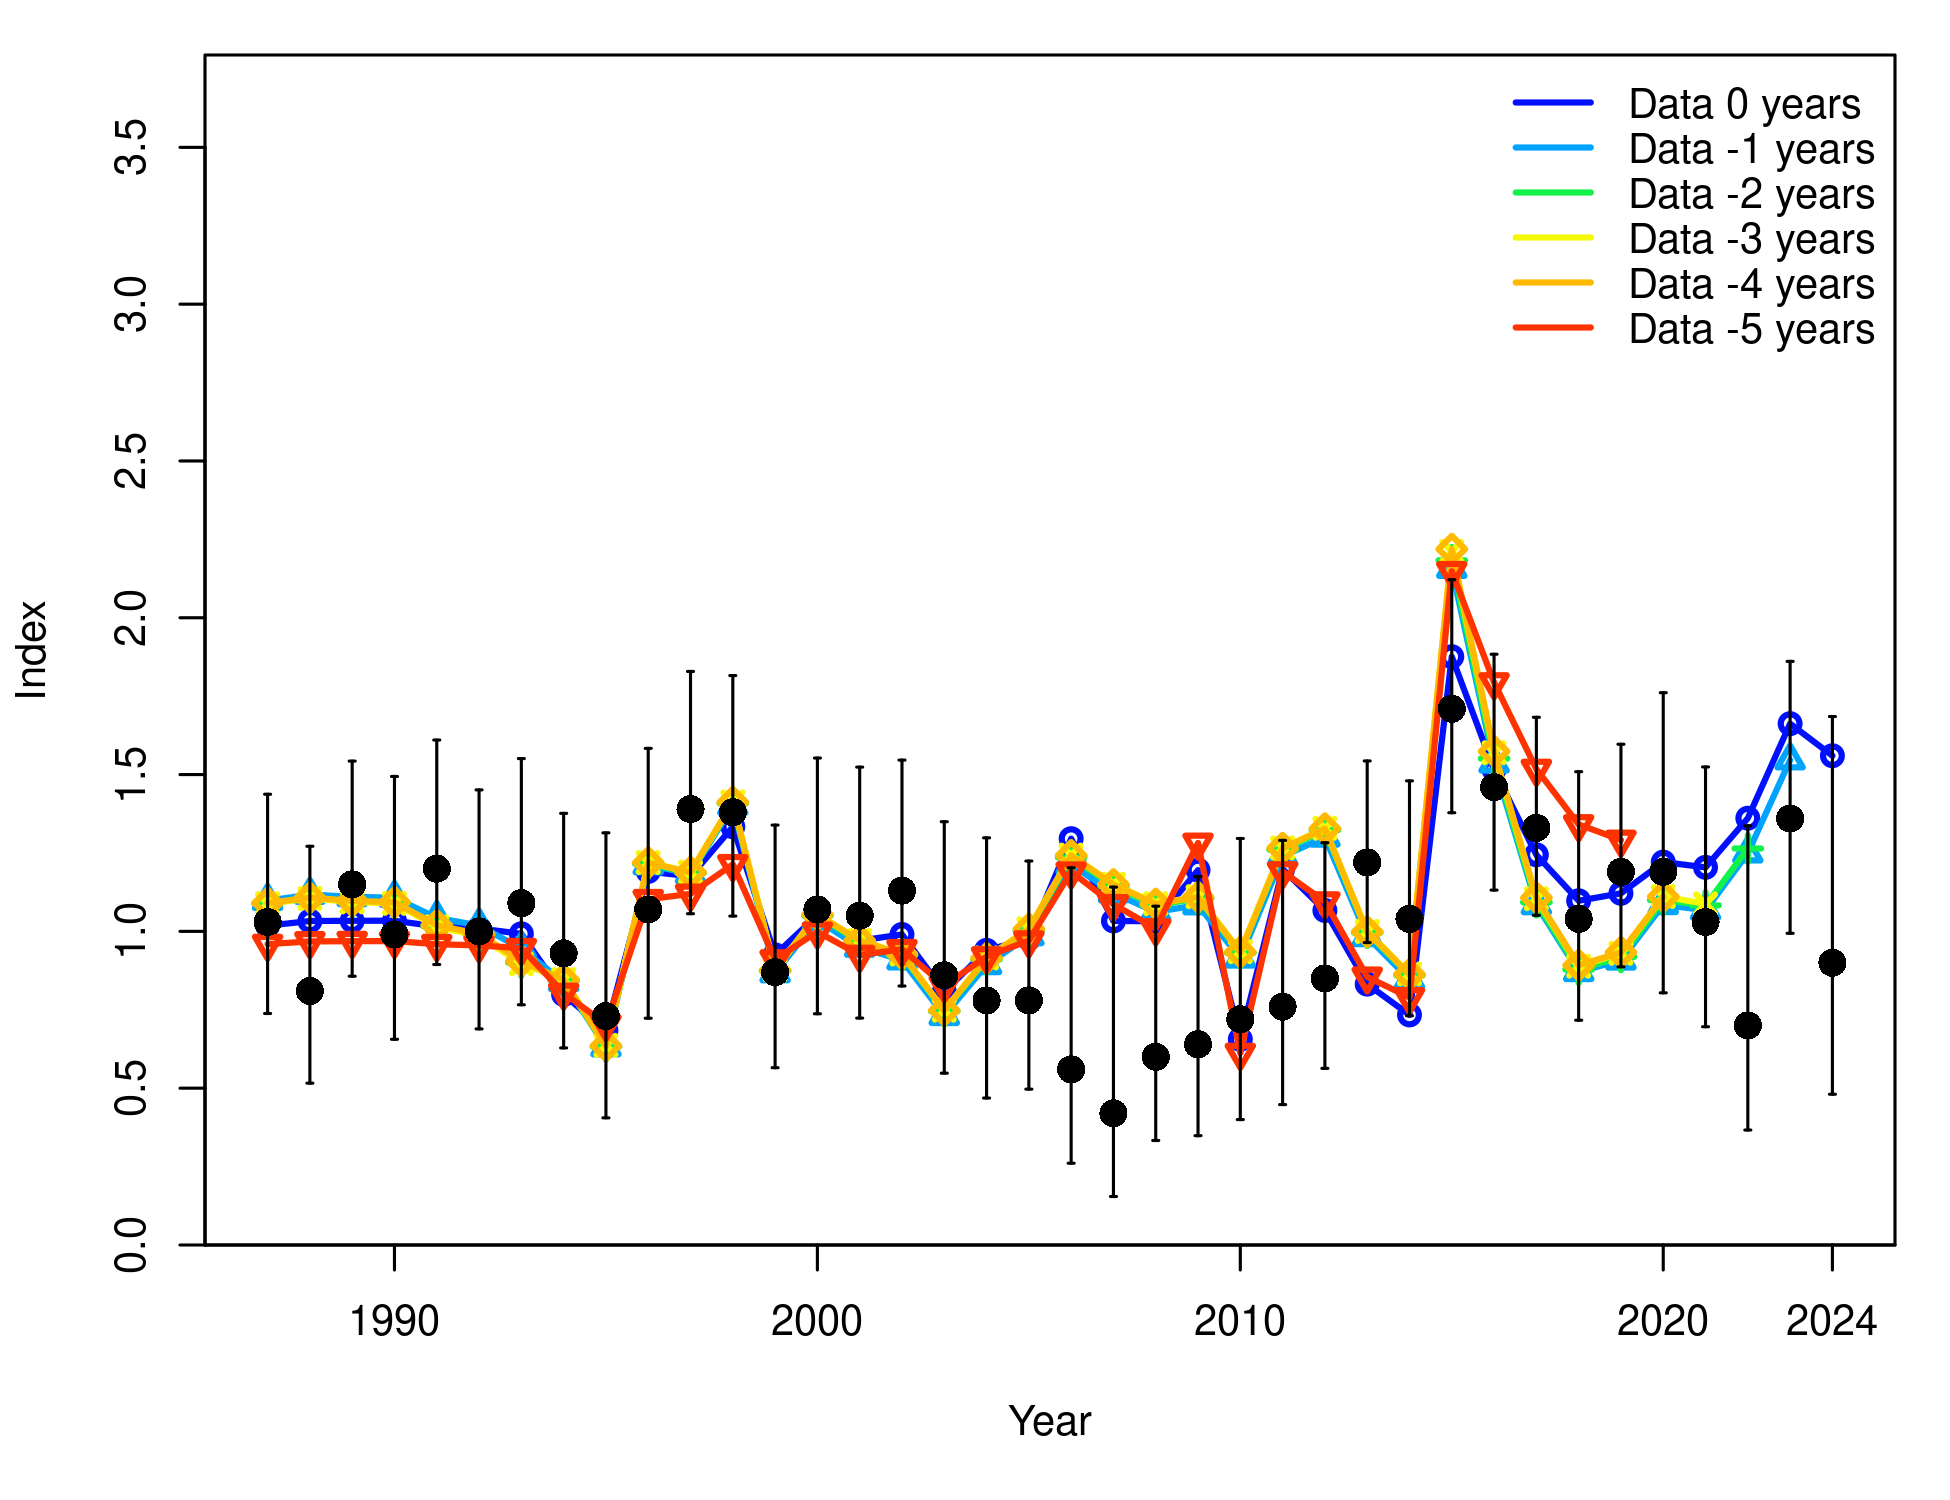 Data 0 years
Data -1 years
Data -2 years
Data -3 years
Data -4 years
Data -5 years
3.5
3.0
2.5
2.0
1.5
1.0
0.5
0.0
Index
1990 2000 2010 2020 2024
Year